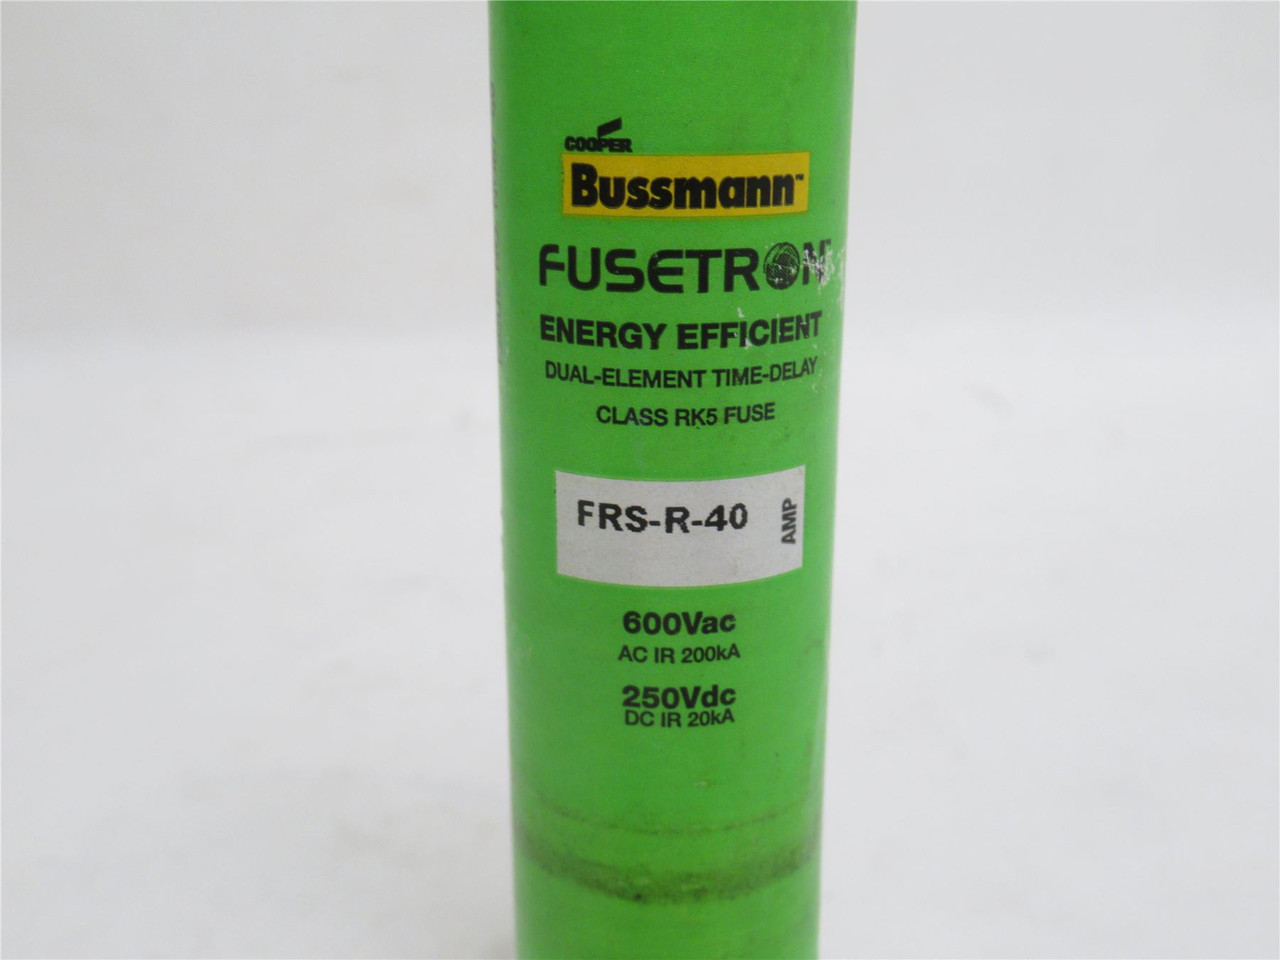 COOPER
Bussmann™
FUSETRON
ENERGY EFFICIENT
DUAL-ELEMENT TIME-DELAY
CLASS RK5 FUSE
FRS-R-40
AMP
600Vac
AC IR 200kA
250Vdc
DC IR 20kA